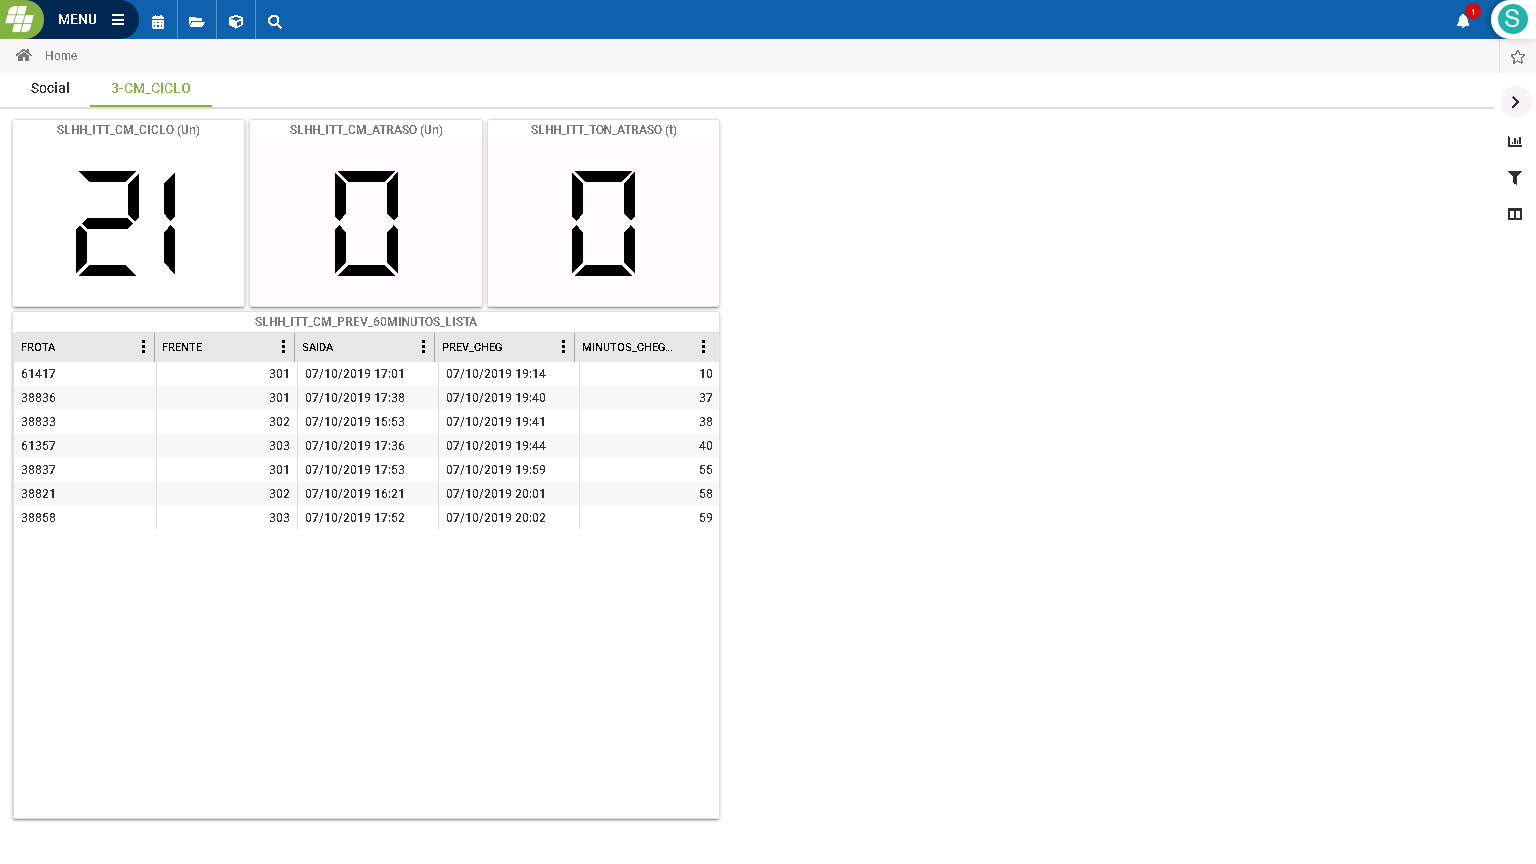 MENU
1
S
Home
Social 3-CM_CICLO
SLHH_ITT_CM_CICLO (Un) SLHH_ITT_CM_ATRASO (Un) SLHH_ITT_TON_ATRASO (t)
21 0 0
SLHH_ITT_CM_PREV_60MINUTOS_LISTA
FROTA FRENTE SAIDA PREV_CHEG MINUTOS_CHEG...
61417 301 07/10/2019 17:01 07/10/2019 19:14 10
38836 301 07/10/2019 17:38 07/10/2019 19:40 37
38833 302 07/10/2019 15:53 07/10/2019 19:41 38
61357 303 07/10/2019 17:36 07/10/2019 19:44 40
38837 301 07/10/2019 17:53 07/10/2019 19:59 55
38821 302 07/10/2019 16:21 07/10/2019 20:01 58
38858 303 07/10/2019 17:52 07/10/2019 20:02 59